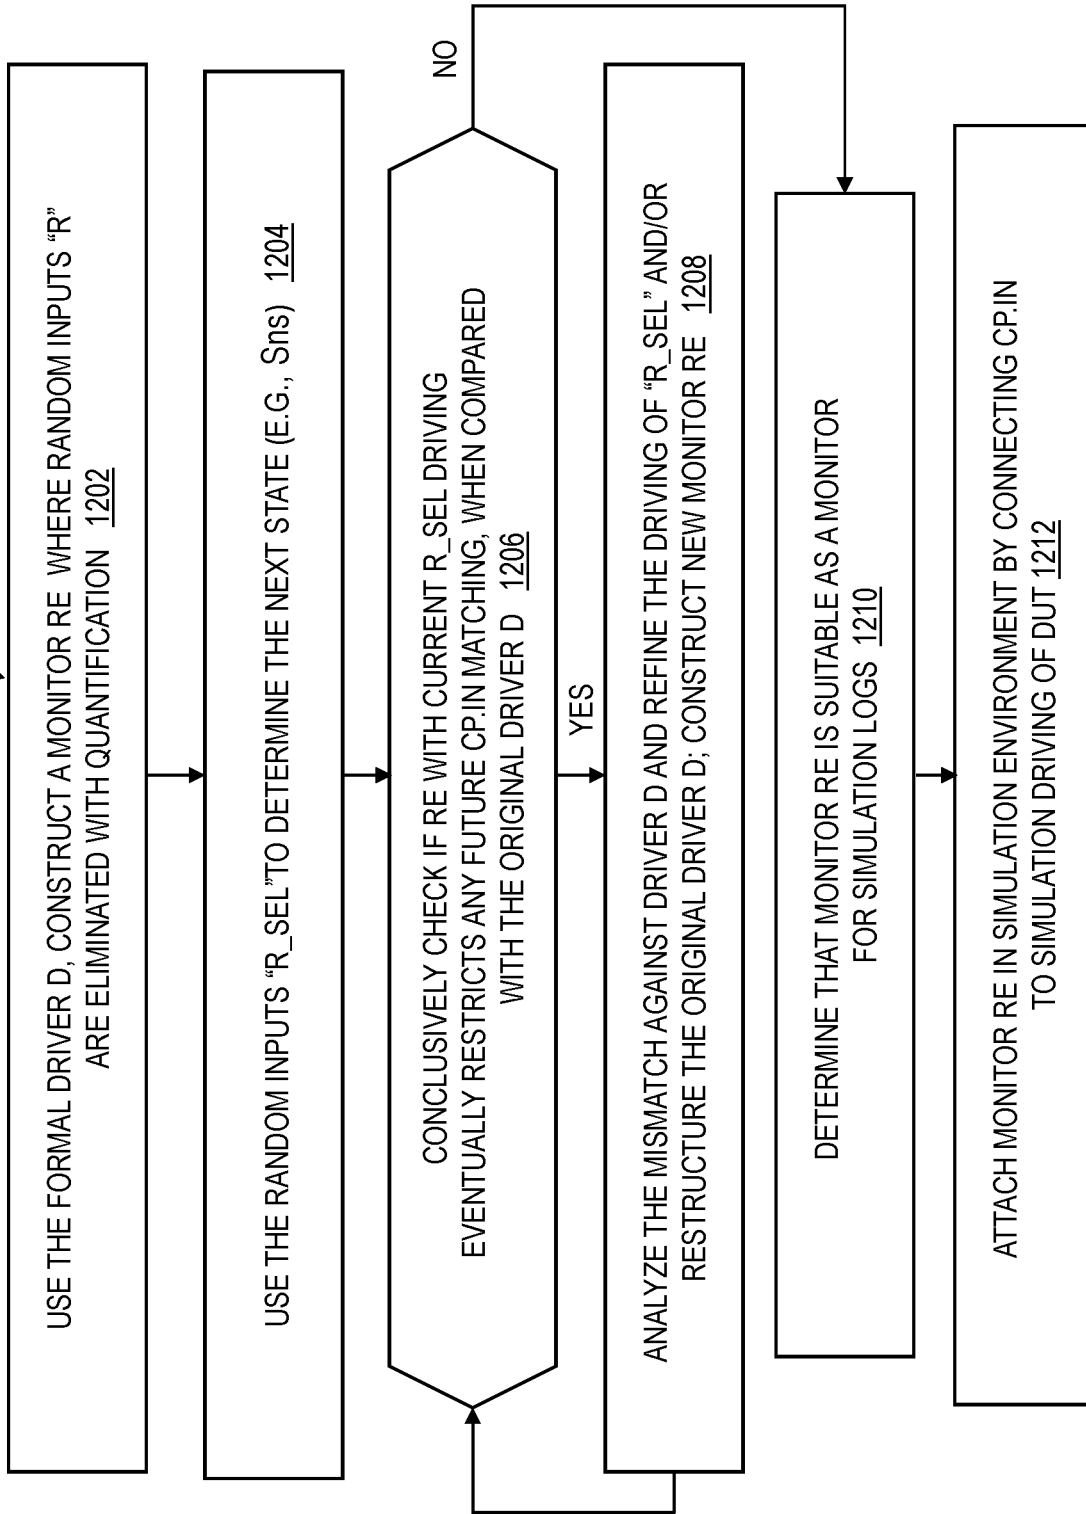 USE THE FORMAL DRIVER D, CONSTRUCT A MONITOR RE WHERE RANDOM INPUTS “R”
ARE ELIMINATED WITH QUANTIFICATION 1202
USE THE RANDOM INPUTS “R_SEL”TO DETERMINE THE NEXT STATE (E.G., Sns) 1204
CONCLUSIVELY CHECK IF RE WITH CURRENT R_SEL DRIVING
EVENTUALLY RESTRICTS ANY FUTURE CP.IN MATCHING, WHEN COMPARED
WITH THE ORIGINAL DRIVER D 1206
NO
YES
ANALYZE THE MISMATCH AGAINST DRIVER D AND REFINE THE DRIVING OF “R_SEL” AND/OR
RESTRUCTURE THE ORIGINAL DRIVER D; CONSTRUCT NEW MONITOR RE 1208
DETERMINE THAT MONITOR RE IS SUITABLE AS A MONITOR
FOR SIMULATION LOGS 1210
ATTACH MONITOR RE IN SIMULATION ENVIRONMENT BY CONNECTING CP.IN
TO SIMULATION DRIVING OF DUT 1212